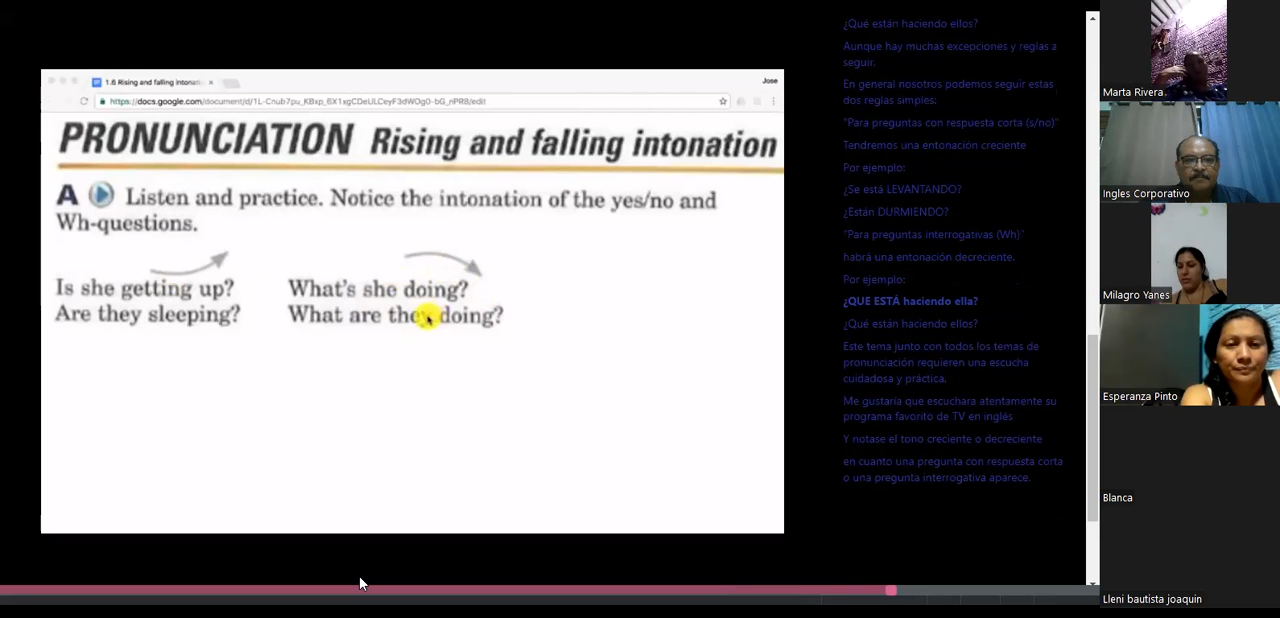 1.6 Rising and falling intonati
Jose
https://docs.google.com/document/d/1L-Cnub7pu_KBxp_6X1xgCDeULCeyF3dWOg0-bG_nPR8/edit
PRONUNCIATION Rising and falling intonation
A Listen and practice. Notice the intonation of the yes/no and
Wh-questions.
Is she getting up? What's she doing?
Are they sleeping? What are they doing?
¿Qué están haciendo ellos?
Aunque hay muchas excepciones y reglas a
seguir.
En general nosotros podemos seguir estas
dos reglas simples:
"Para preguntas con respuesta corta (s/no)"
Tendremos una entonación creciente
Por ejemplo:
¿Se está LEVANTANDO?
¿Están DURMIENDO?
"Para preguntas interrogativas (Wh)"
habrá una entonación decreciente.
Por ejemplo:
¿QUE ESTÁ haciendo ella?
¿Qué están haciendo ellos?
Este tema junto con todos los temas de
pronunciación requieren una escucha
cuidadosa y práctica.
Me gustaría que escuchara atentamente su
programa favorito de TV en inglés
Y notase el tono creciente o decreciente
en cuanto una pregunta con respuesta corta
o una pregunta interrogativa aparece.
Marta Rivera
Ingles Corporativo
Milagro Yanes
Esperanza Pinto
Blanca
Lleni bautista joaquin